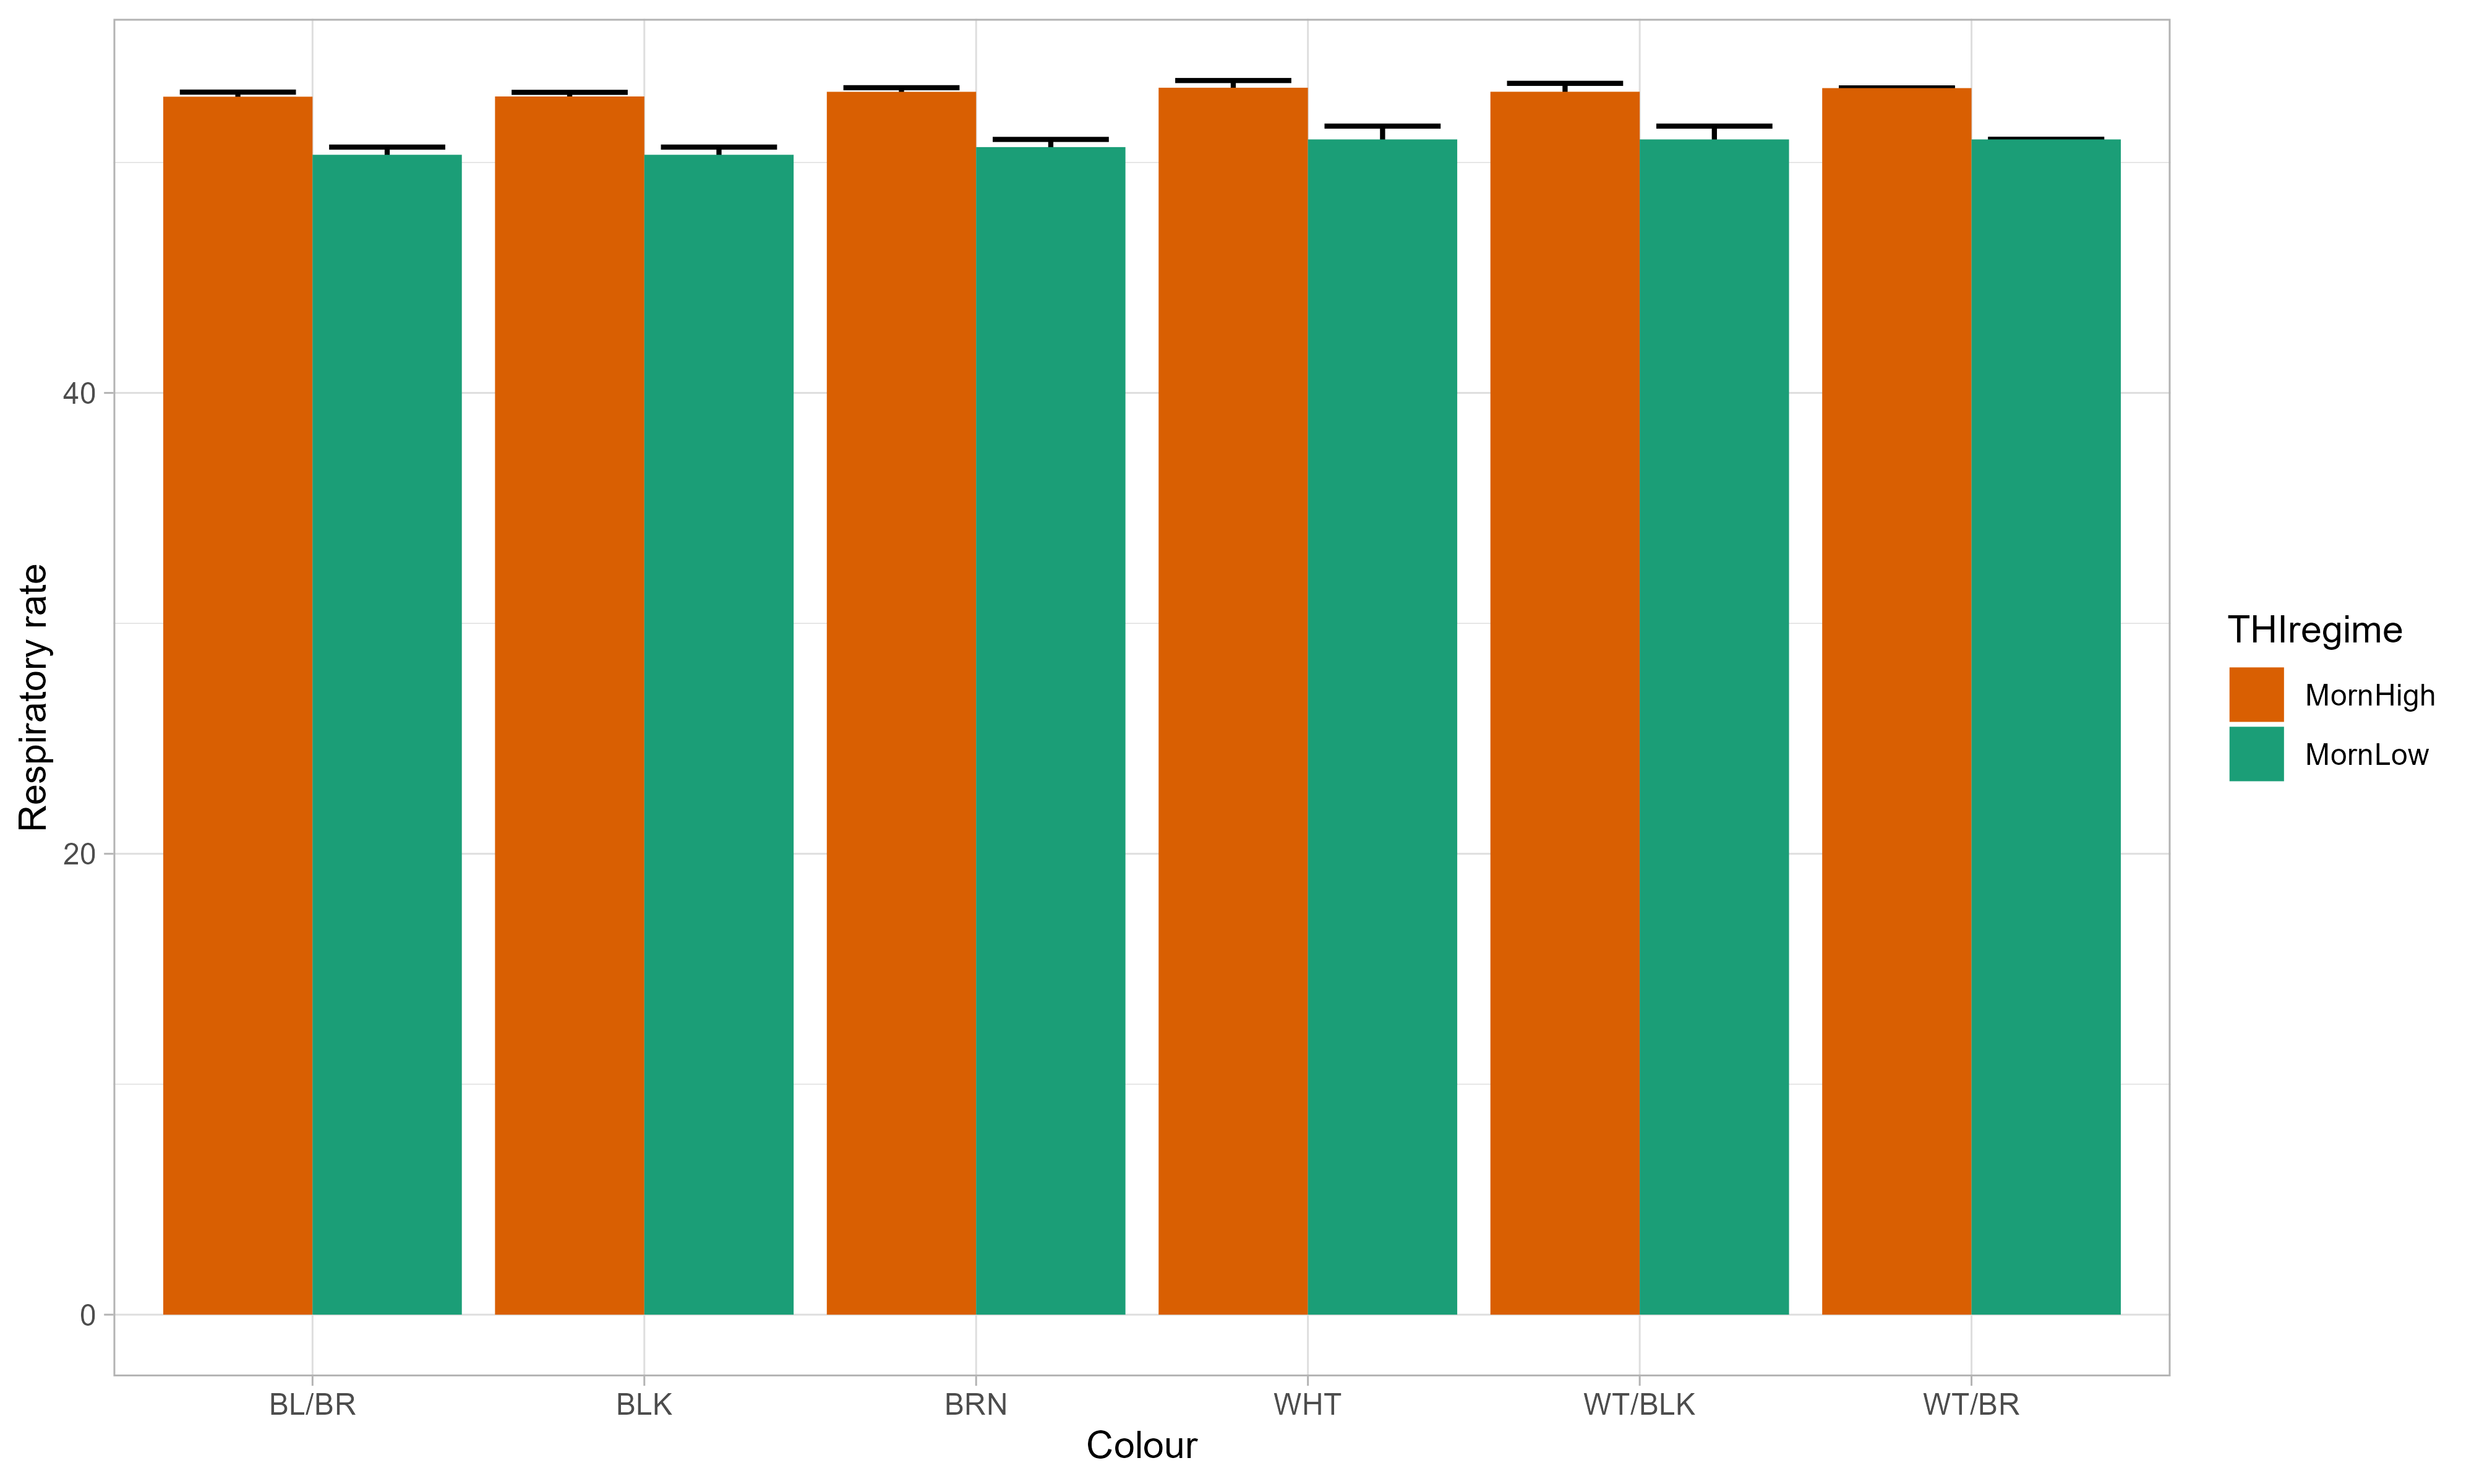 Respiratory rate
40
20
0
BL/BR BLK BRN WHT WT/BLK WT/BR
Colour
THIregime
MornHigh
MornLow